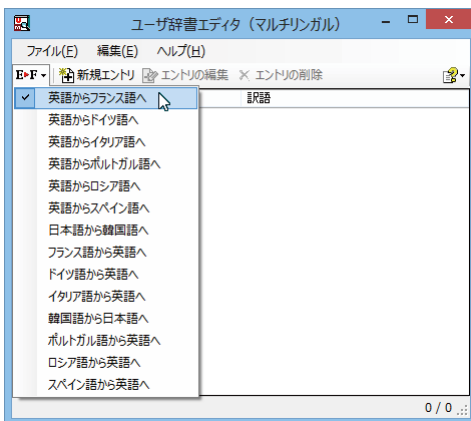 ユーザ辞書エディタ (マルチリンガル)
ファイル(F) 編集(E) ヘルプ(H)
E▸F 新規エントリ エントリの編集 エントリの削除
訳語
英語からフランス語へ
英語からドイツ語へ
英語からイタリア語へ
英語からポルトガル語へ
英語からロシア語へ
英語からスペイン語へ
日本語から韓国語へ
フランス語から英語へ
ドイツ語から英語へ
イタリア語から英語へ
韓国語から日本語へ
ポルトガル語から英語へ
ロシア語から英語へ
スペイン語から英語へ
0 / 0